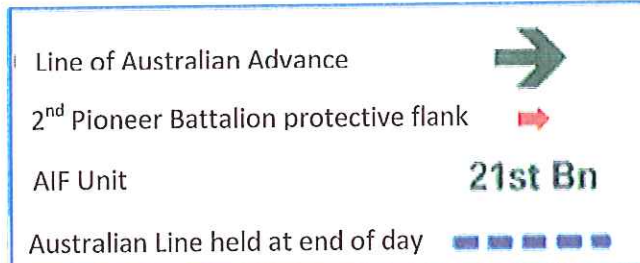 Line of Australian Advance
2nd Pioneer Battalion protective flank
AIF Unit 21st Bn
Australian Line held at end of day